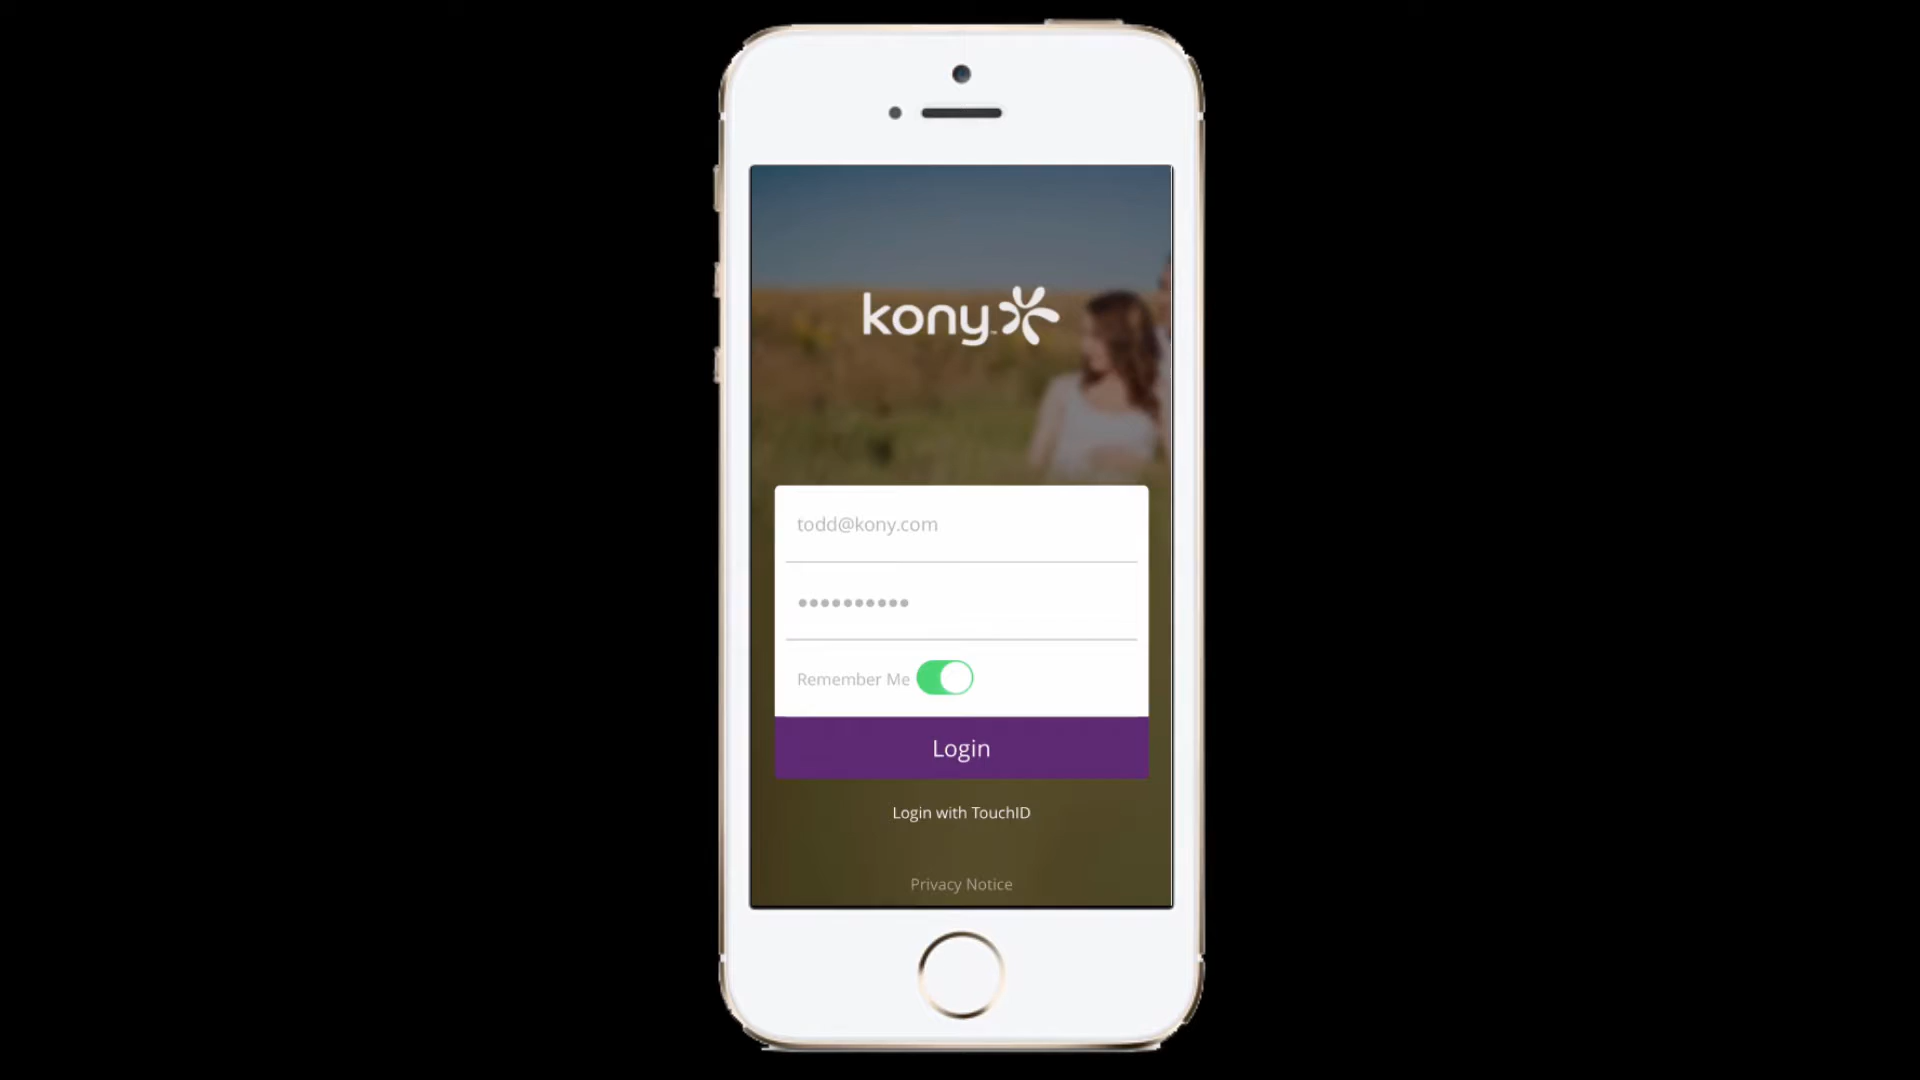 kony
todd@kony.com
••••••••••
Remember Me
Login
Login with TouchID
Privacy Notice